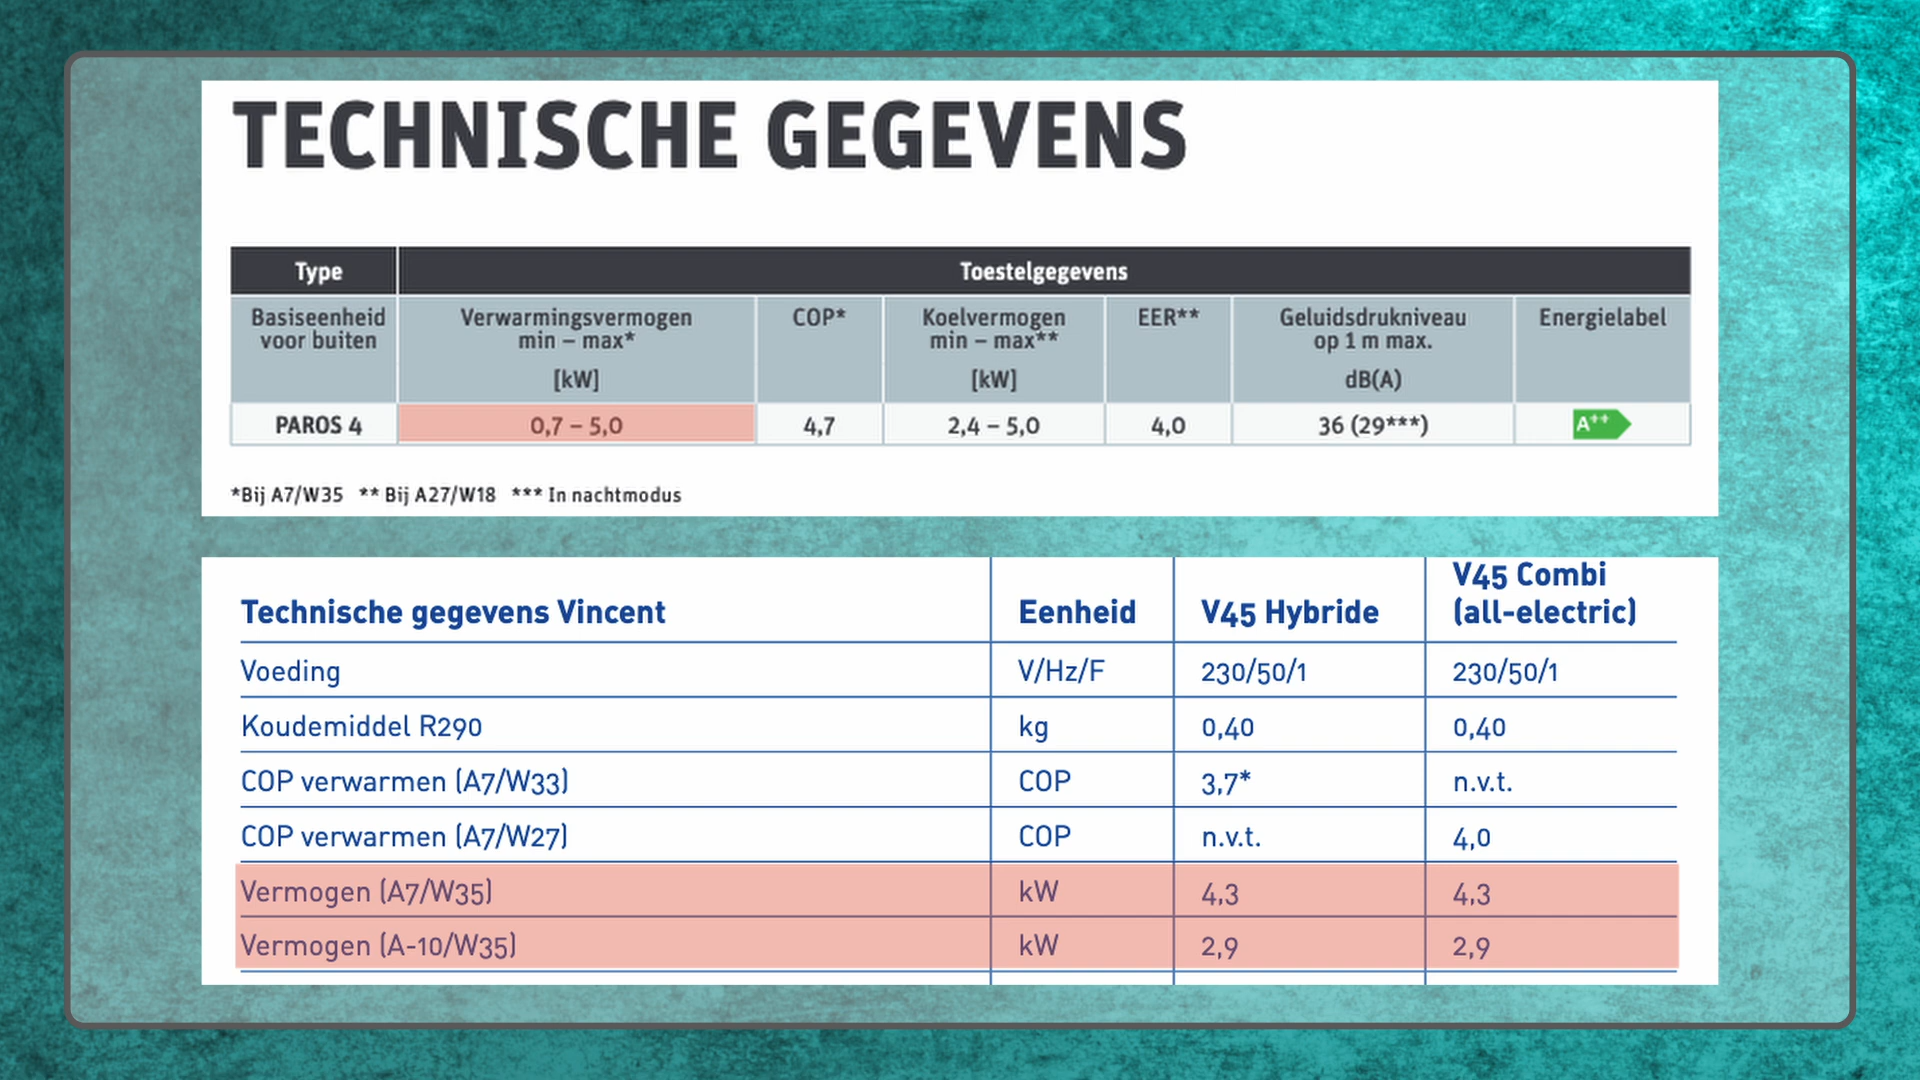 TECHNISCHE GEGEVENS
Type Toestelgegevens
Basiseenheid voor buiten Verwarmingsvermogen min – max* [kW] COP* Koelvermogen min – max** [kW] EER** Geluidsdrukniveau op 1 m max. dB(A) Energielabel
PAROS 4 0,7 – 5,0 4,7 2,4 – 5,0 4,0 36 (29***) A++
*Bij A7/W35 ** Bij A27/W18 *** In nachtmodus
Technische gegevens Vincent Eenheid V45 Hybride V45 Combi (all-electric)
Voeding V/Hz/F 230/50/1 230/50/1
Koudemiddel R290 kg 0,40 0,40
COP verwarmen (A7/W33) COP 3,7* n.v.t.
COP verwarmen (A7/W27) COP n.v.t. 4,0
Vermogen (A7/W35) kW 4,3 4,3
Vermogen (A-10/W35) kW 2,9 2,9